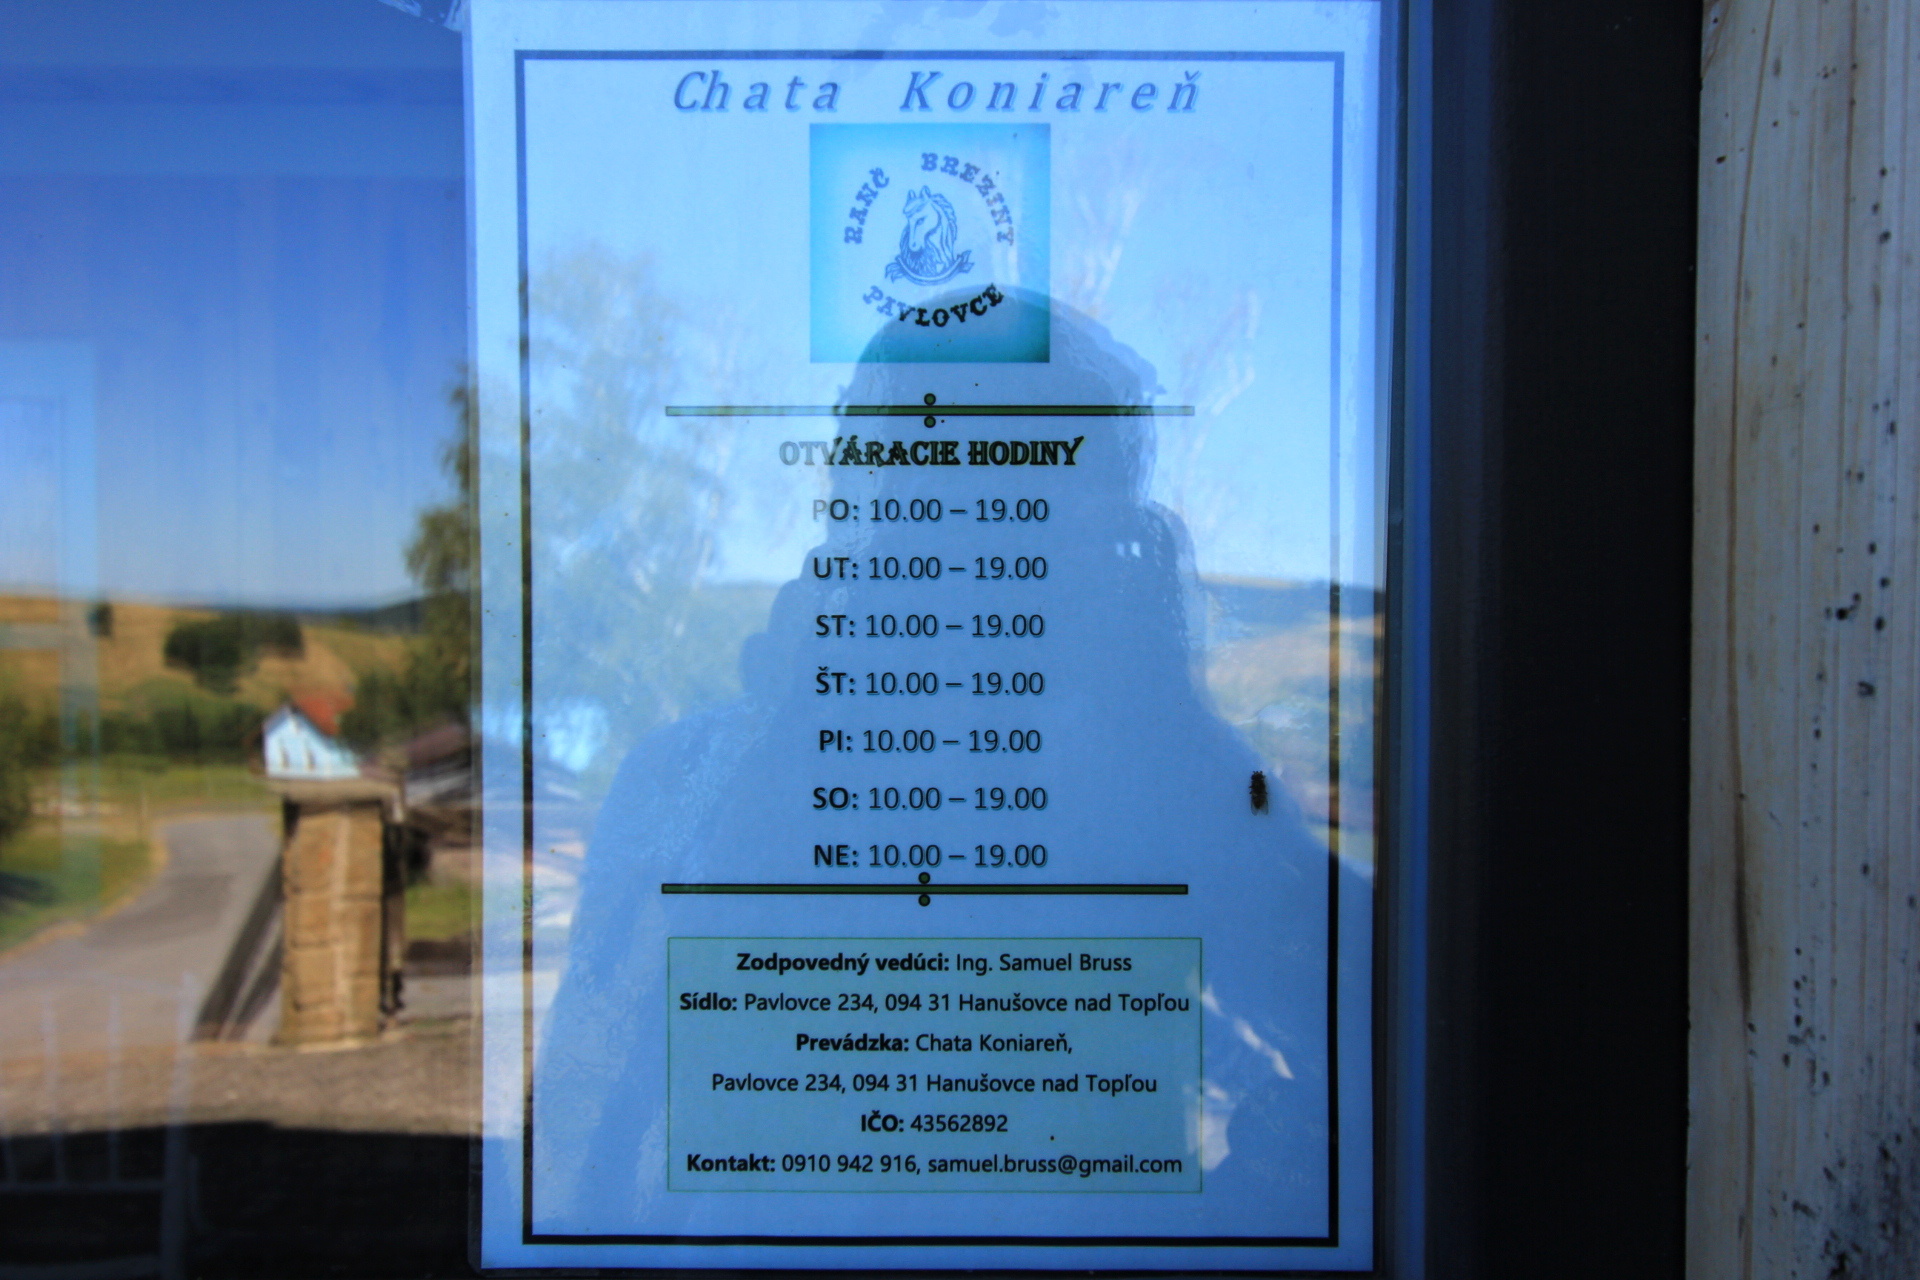 Chata Koniareň
RANČ BREZINY
PAVLOVCE
OTVÁRACIE HODINY
PO: 10.00 – 19.00
UT: 10.00 – 19.00
ST: 10.00 – 19.00
ŠT: 10.00 – 19.00
PI: 10.00 – 19.00
SO: 10.00 – 19.00
NE: 10.00 – 19.00
Zodpovedný vedúci: Ing. Samuel Bruss
Sídlo: Pavlovce 234, 094 31 Hanušovce nad Topľou
Prevádzka: Chata Koniareň,
Pavlovce 234, 094 31 Hanušovce nad Topľou
IČO: 43562892
Kontakt: 0910 942 916, samuel.bruss@gmail.com